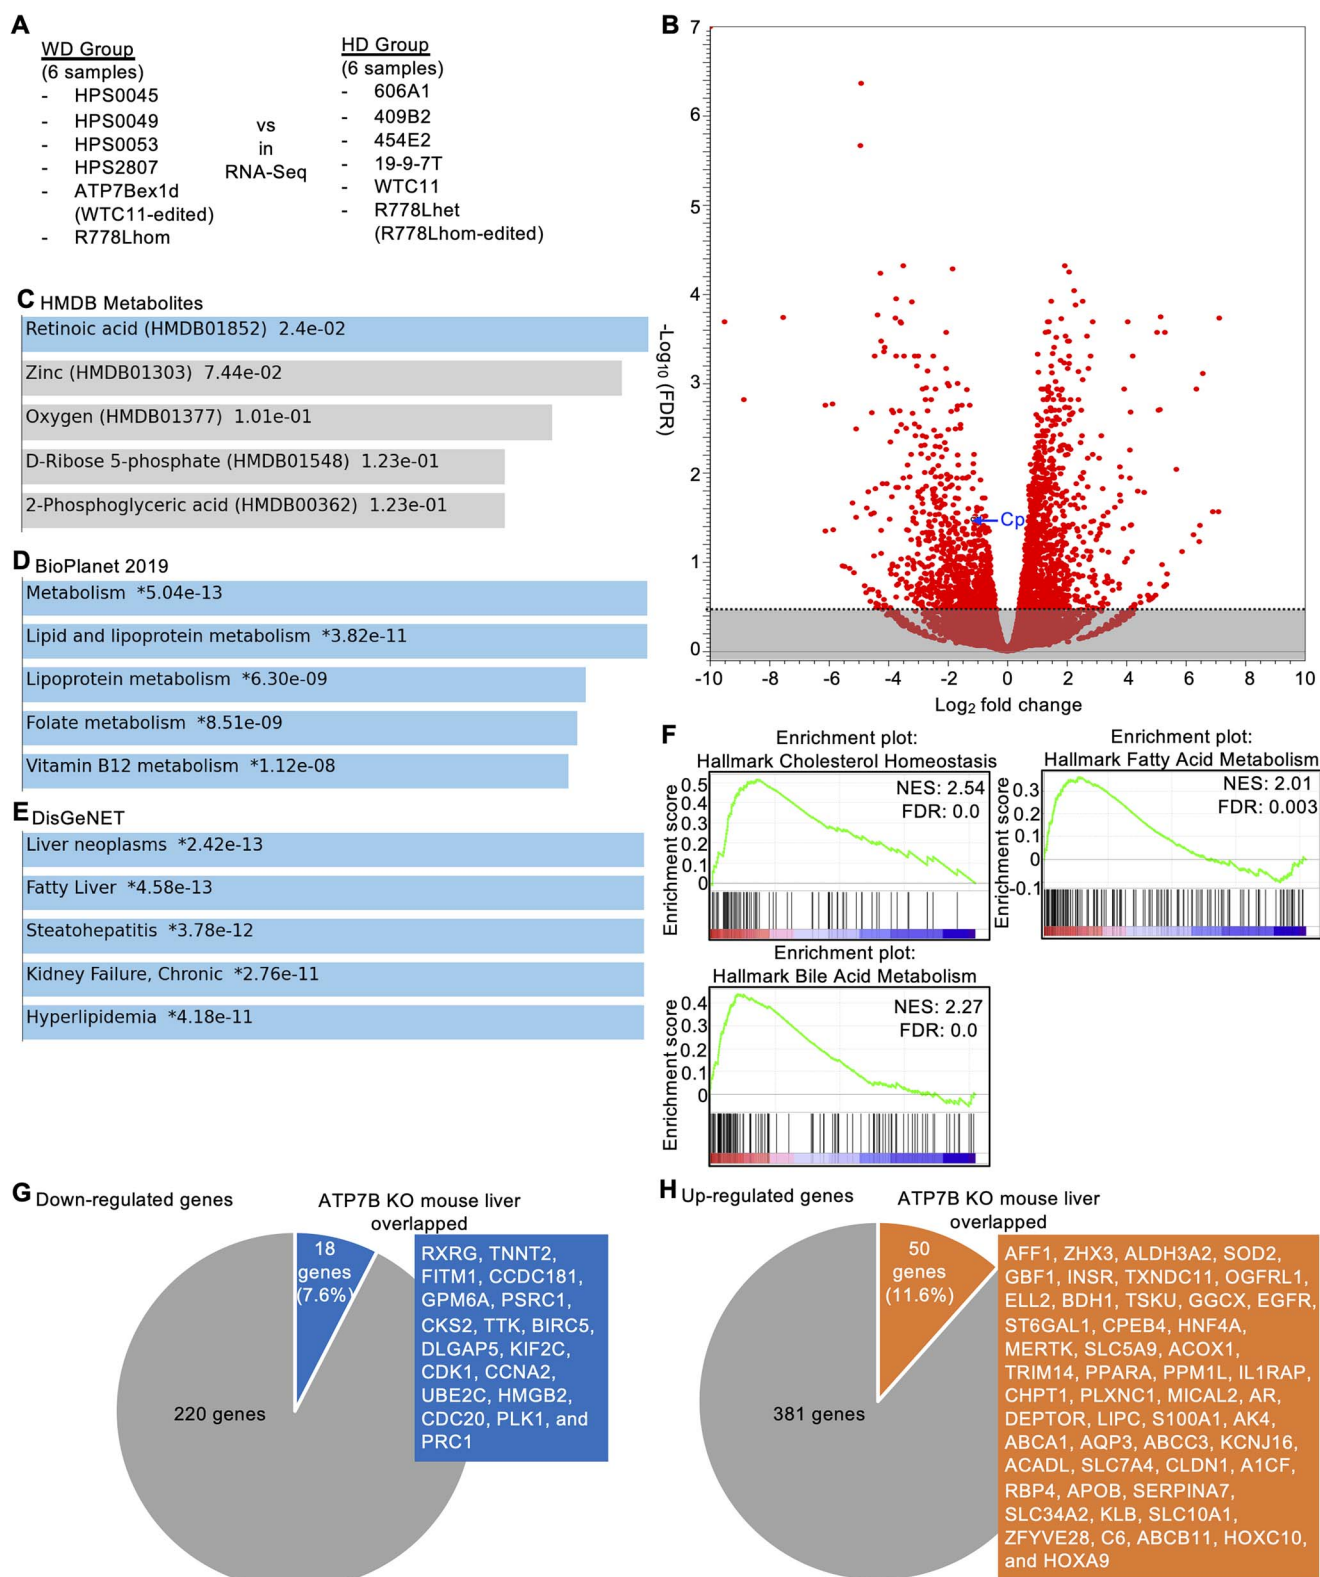 A
WD Group
(6 samples)
- HPS0045
- HPS0049
- HPS0053
- HPS2807
- ATP7Bex1d
(WTC11-edited)
- R778Lhom
vs
in
RNA-Seq
HD Group
(6 samples)
- 606A1
- 409B2
- 454E2
- 19-9-7T
- WTC11
- R778Lhet
(R778Lhom-edited)
B
7
6
5
4
3
2
1
0
-Log10 (FDR)
Cp
-10 -8 -6 -4 -2 0 2 4 6 8 10
Log2 fold change
C HMDB Metabolites
Retinoic acid (HMDB01852) 2.4e-02
Zinc (HMDB01303) 7.44e-02
Oxygen (HMDB01377) 1.01e-01
D-Ribose 5-phosphate (HMDB01548) 1.23e-01
2-Phosphoglyceric acid (HMDB00362) 1.23e-01
D BioPlanet 2019
Metabolism *5.04e-13
Lipid and lipoprotein metabolism *3.82e-11
Lipoprotein metabolism *6.30e-09
Folate metabolism *8.51e-09
Vitamin B12 metabolism *1.12e-08
E DisGeNET
Liver neoplasms *2.42e-13
Fatty Liver *4.58e-13
Steatohepatitis *3.78e-12
Kidney Failure, Chronic *2.76e-11
Hyperlipidemia *4.18e-11
F
Enrichment plot:
Hallmark Cholesterol Homeostasis
NES: 2.54
FDR: 0.0
Enrichment score
0.5
0.4
0.3
0.2
0.1
0
Enrichment plot:
Hallmark Fatty Acid Metabolism
NES: 2.01
FDR: 0.003
Enrichment score
0.3
0.2
0.1
0
-0.1
Enrichment plot:
Hallmark Bile Acid Metabolism
NES: 2.27
FDR: 0.0
Enrichment score
0.4
0.3
0.2
0.1
0
G Down-regulated genes
ATP7B KO mouse liver
overlapped
18
genes
(7.6%)
220 genes
RXRG, TNNT2,
FITM1, CCDC181,
GPM6A, PSRC1,
CKS2, TTK, BIRC5,
DLGAP5, KIF2C,
CDK1, CCNA2,
UBE2C, HMGB2,
CDC20, PLK1, and
PRC1
H Up-regulated genes
ATP7B KO mouse liver
overlapped
50
genes
(11.6%)
381 genes
AFF1, ZHX3, ALDH3A2, SOD2,
GBF1, INSR, TXNDC11, OGFRL1,
ELL2, BDH1, TSKU, GGCX, EGFR,
ST6GAL1, CPEB4, HNF4A,
MERTK, SLC5A9, ACOX1,
TRIM14, PPARA, PPM1L, IL1RAP,
CHPT1, PLXNC1, MICAL2, AR,
DEPTOR, LIPC, S100A1, AK4,
ABCA1, AQP3, ABCC3, KCNJ16,
ACADL, SLC7A4, CLDN1, A1CF,
RBP4, APOB, SERPINA7,
SLC34A2, KLB, SLC10A1,
ZFYVE28, C6, ABCB11, HOXC10,
and HOXA9